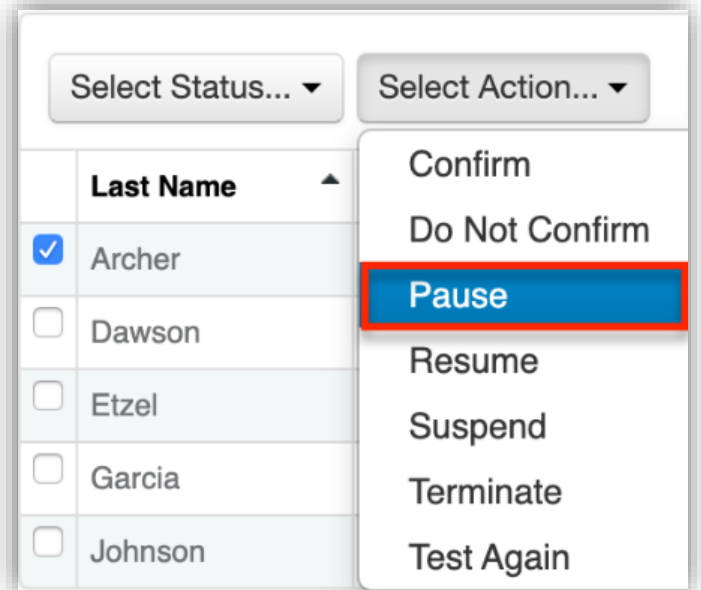 Select Status... Select Action...
Last Name
Archer
Dawson
Etzel
Garcia
Johnson
Confirm
Do Not Confirm
Pause
Resume
Suspend
Terminate
Test Again